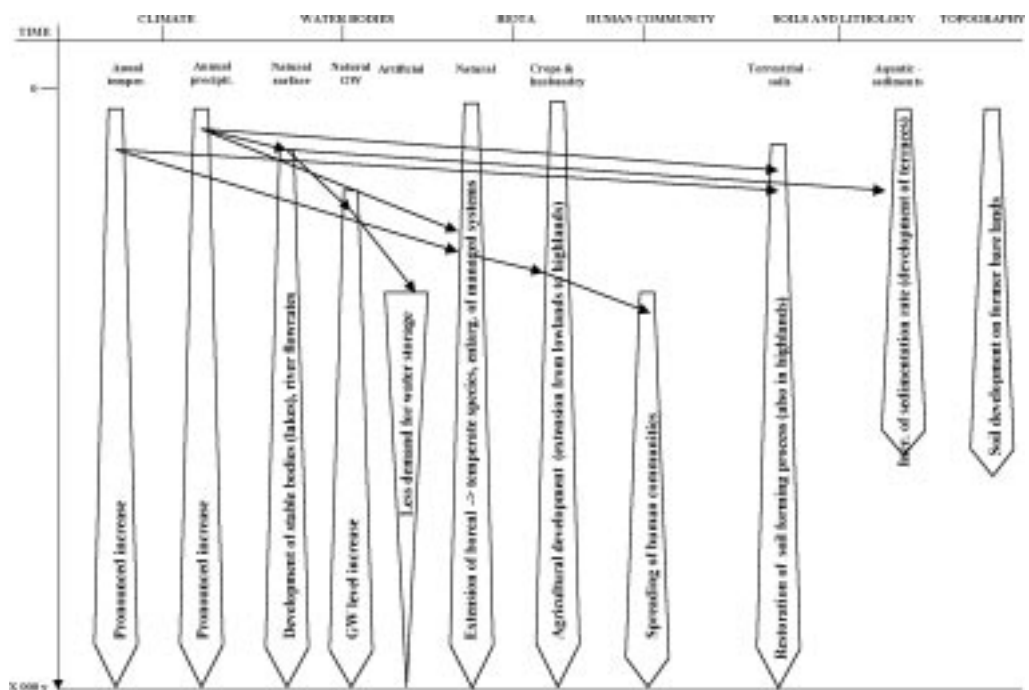 CLIMATE WATER BODIES BIOTA HUMAN COMMUNITY SOILS AND LITHOLOGY TOPOGRAPHY
TIME
Annual temper.
Annual precipit.
Natural surface
Natural GW
Artificial
Natural
Crops & husbandry
Terrestrial - soils
Aquatic - sediments
0
Pronounced increase
Pronounced increase
Development of stable bodies (lakes), river flowrates
GW level increase
Less demand for water storage
Extension of boreal -> temperate species, enlarg. of managed systems
Agricultural development (extension from lowlands to highlands)
Spreading of human communities
Restoration of soil forming process (also in highlands)
Incr. of sedimentation rate (development of terraces)
Soil development on former bare lands